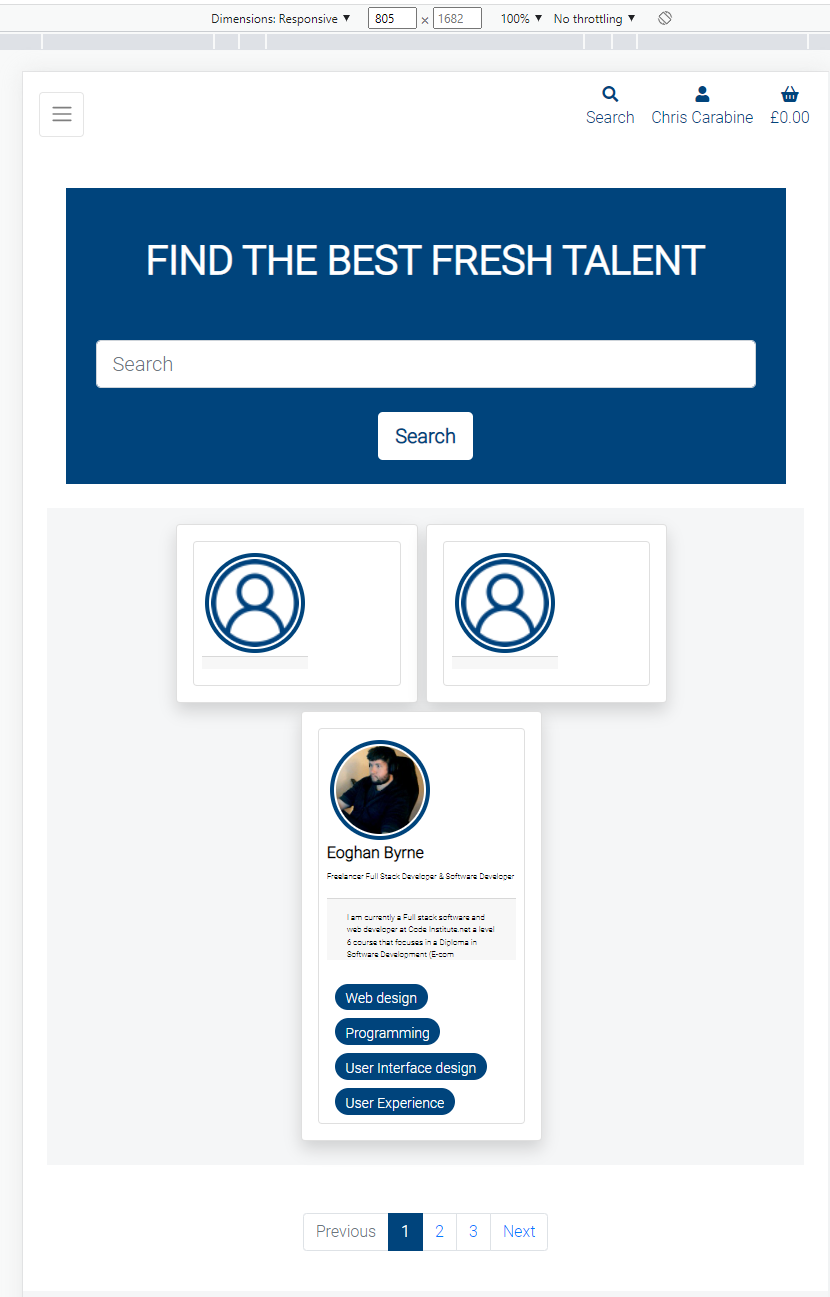 Dimensions: Responsive ▼ 805 × 1682 100% ▼ No throttling ▼
Search Chris Carabine £0.00
FIND THE BEST FRESH TALENT
Search
Search
Eoghan Byrne
Freelancer Full Stack Developer & Software Developer
I am currently a Full stack software and
web developer at Code Institute.net a level
6 course that focuses in a Diploma in
Software Development (E-com
Web design
Programming
User Interface design
User Experience
Previous 1 2 3 Next